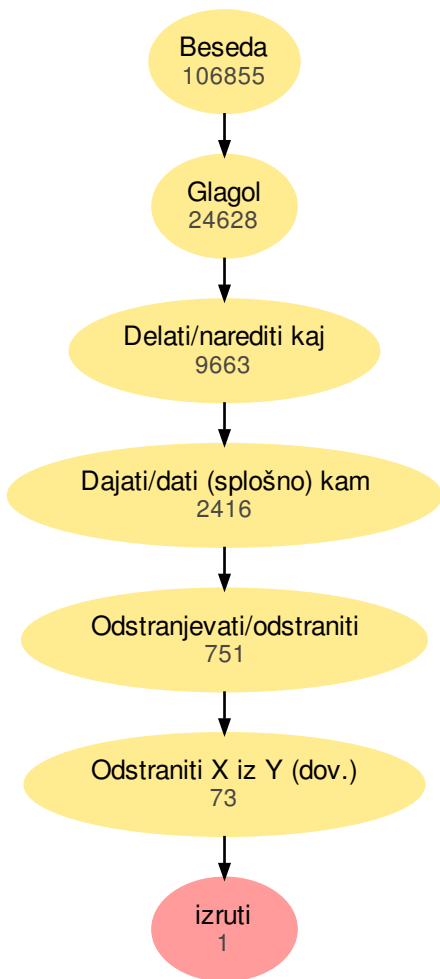 Beseda
106855
Glagol
24628
Delati/narediti kaj
9663
Dajati/dati (splošno) kam
2416
Odstranjevati/odstraniti
751
Odstraniti X iz Y (dov.)
73
izruti
1